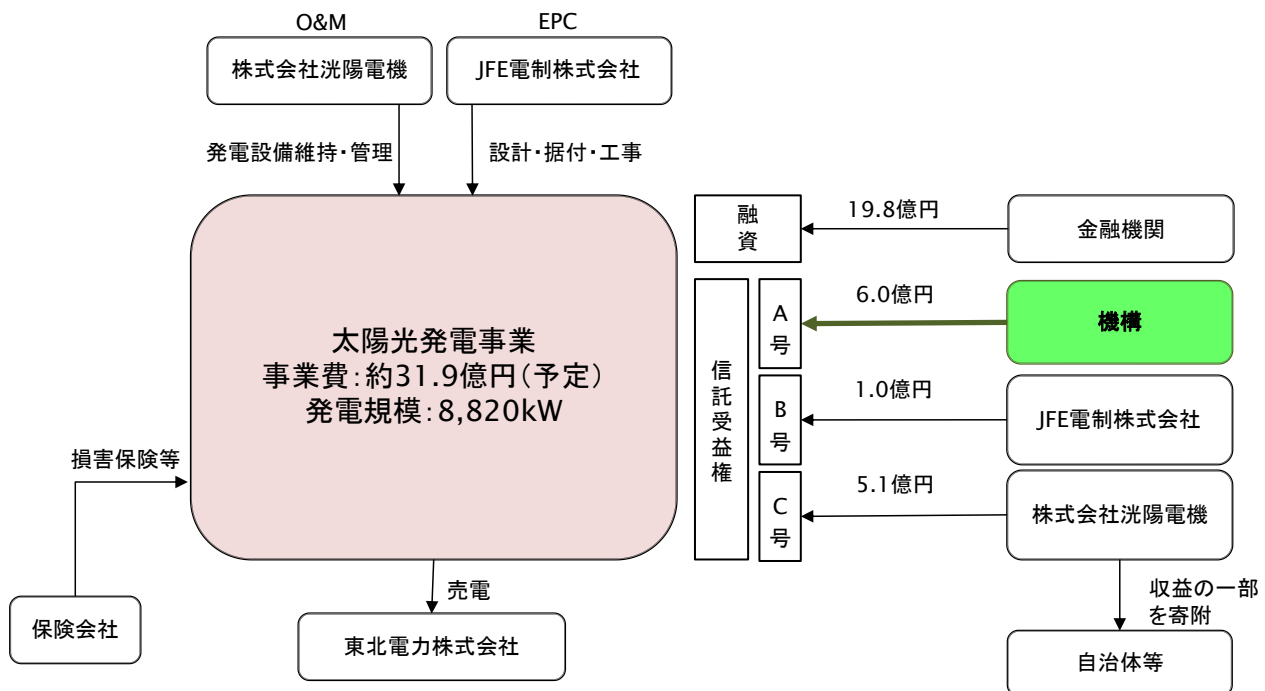 O&M
EPC
株式会社洸陽電機
JFE電制株式会社
発電設備維持・管理
設計・据付・工事
太陽光発電事業
事業費：約31.9億円（予定）
発電規模：8,820kW
融資
19.8億円
金融機関
信託受益権
A号
6.0億円
機構
B号
1.0億円
JFE電制株式会社
C号
5.1億円
株式会社洸陽電機
損害保険等
保険会社
売電
東北電力株式会社
収益の一部
を寄附
自治体等